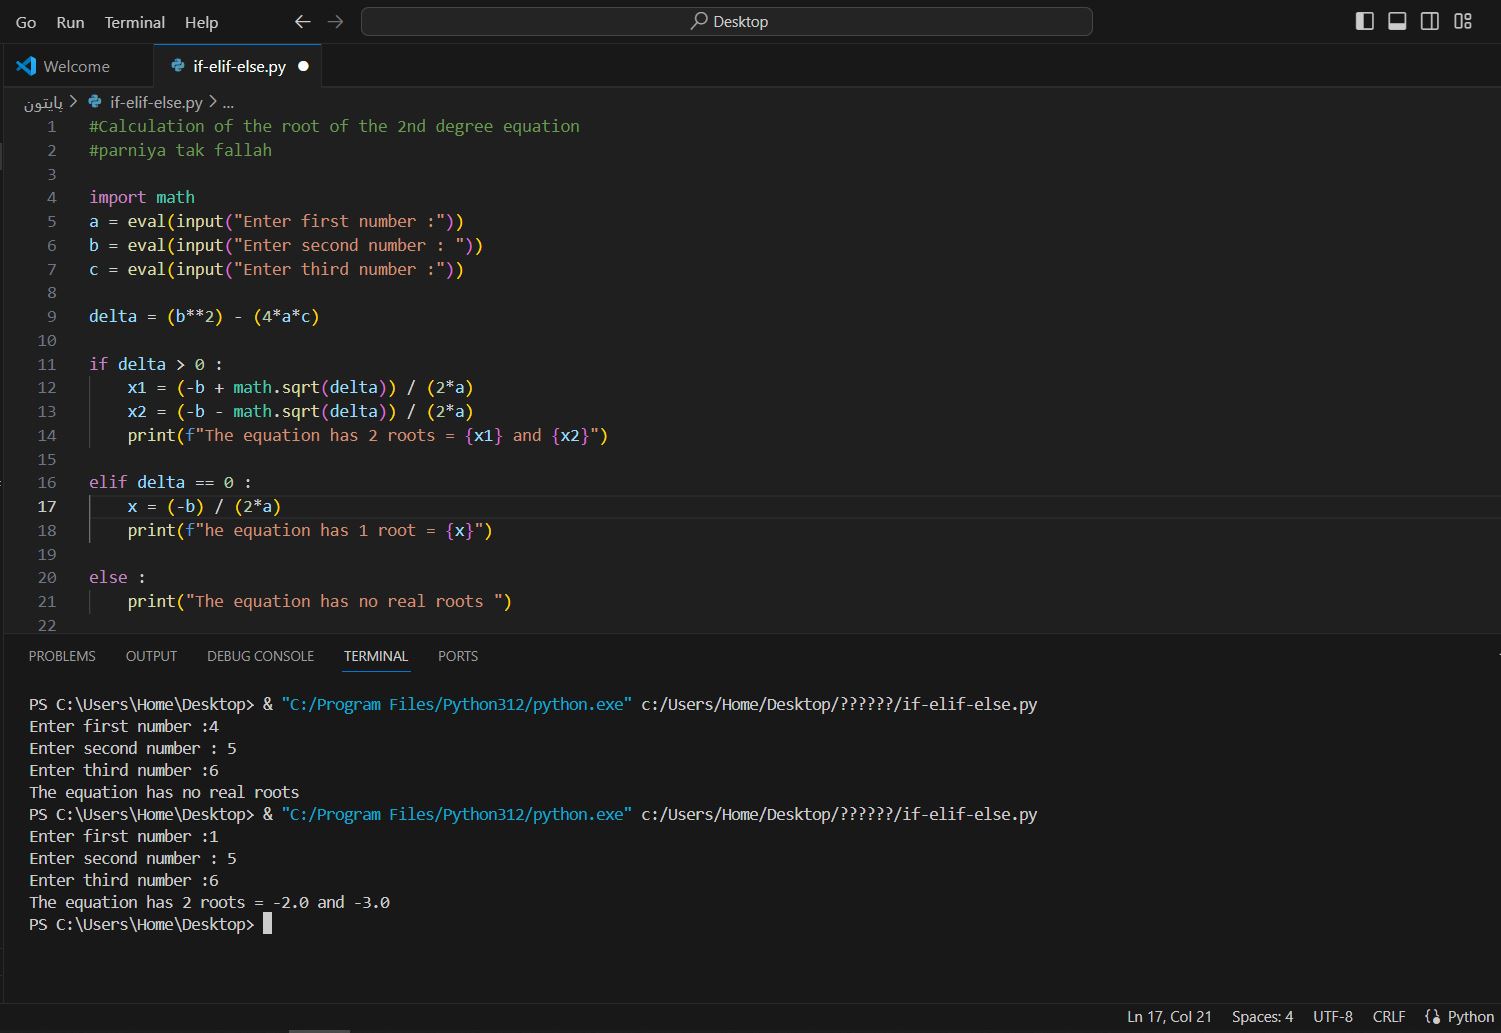 Go Run Terminal Help Desktop
Welcome if-elif-else.py
پایتون > if-elif-else.py > ...
1 #Calculation of the root of the 2nd degree equation
2 #parniya tak fallah
3
4 import math
5 a = eval(input("Enter first number :"))
6 b = eval(input("Enter second number : "))
7 c = eval(input("Enter third number :"))
8
9 delta = (b**2) - (4*a*c)
10
11 if delta > 0 :
12     x1 = (-b + math.sqrt(delta)) / (2*a)
13     x2 = (-b - math.sqrt(delta)) / (2*a)
14     print(f"The equation has 2 roots = {x1} and {x2}")
15
16 elif delta == 0 :
17     x = (-b) / (2*a)
18     print(f"he equation has 1 root = {x}")
19
20 else :
21     print("The equation has no real roots ")
22
PROBLEMS OUTPUT DEBUG CONSOLE TERMINAL PORTS
PS C:\Users\Home\Desktop> & "C:/Program Files/Python312/python.exe" c:/Users/Home/Desktop/??????/if-elif-else.py
Enter first number :4
Enter second number : 5
Enter third number :6
The equation has no real roots
PS C:\Users\Home\Desktop> & "C:/Program Files/Python312/python.exe" c:/Users/Home/Desktop/??????/if-elif-else.py
Enter first number :1
Enter second number : 5
Enter third number :6
The equation has 2 roots = -2.0 and -3.0
PS C:\Users\Home\Desktop>
Ln 17, Col 21 Spaces: 4 UTF-8 CRLF Python